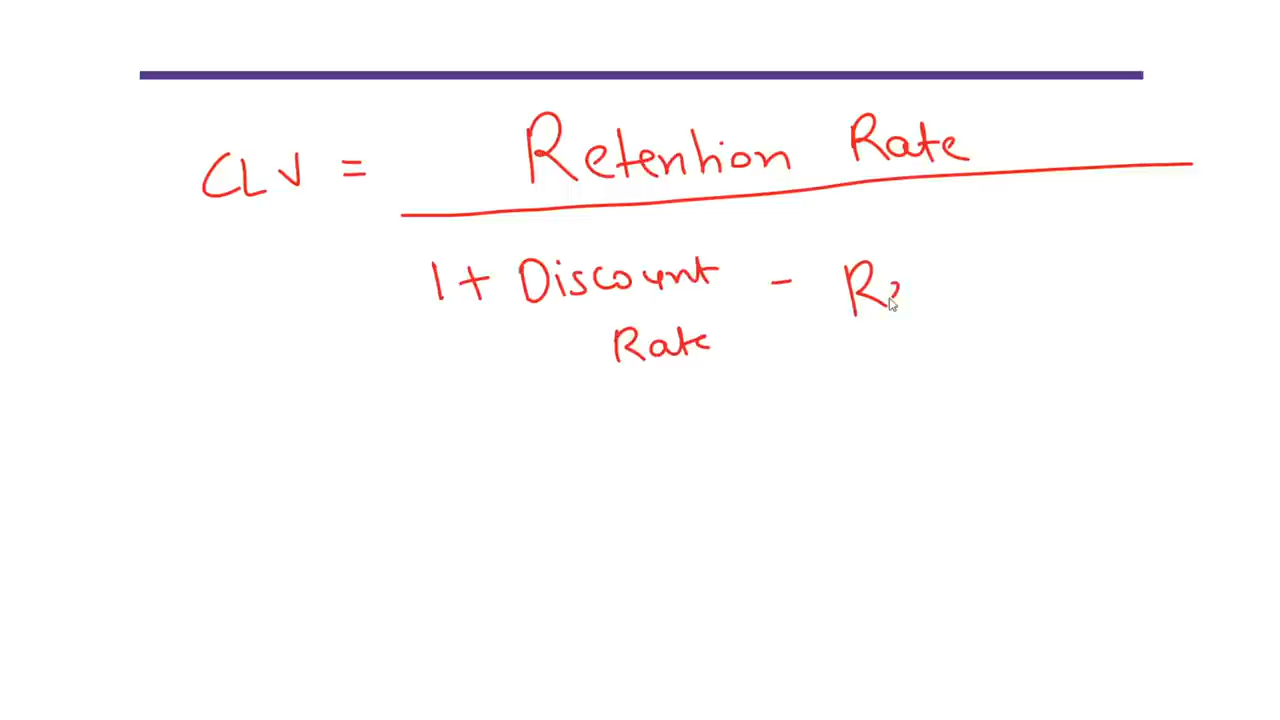 CLV = Retention Rate
1 + Discount - R
Rate